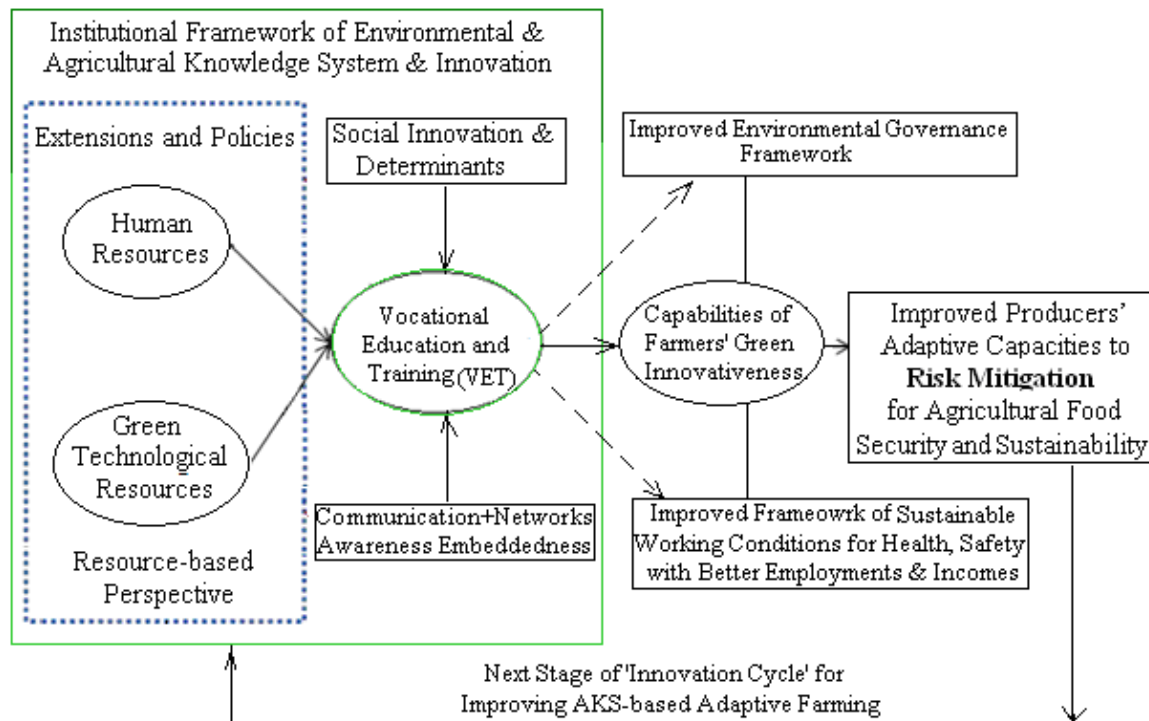 Institutional Framework of Environmental &
Agricultural Knowledge System & Innovation
Extensions and Policies
Human
Resources
Green
Technological
Resources
Resource-based
Perspective
Social Innovation &
Determinants
Vocational
Education and
Training(VET)
Communication+Networks
Awareness Embeddedness
Improved Environmental Governance
Framework
Capabilities of
Farmers' Green
Innovativeness
Improved Frameowrk of Sustainable
Working Conditions for Health, Safety
with Better Employments & Incomes
Improved Producers’
Adaptive Capacities to
Risk Mitigation
for Agricultural Food
Security and Sustainability
Next Stage of 'Innovation Cycle' for
Improving AKS-based Adaptive Farming